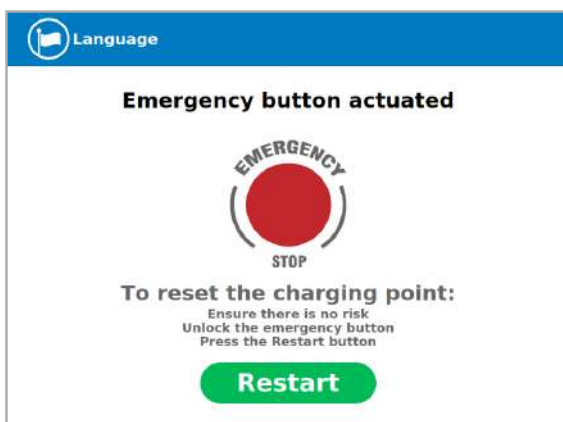 Language
Emergency button actuated
EMERGENCY
STOP
To reset the charging point:
Ensure there is no risk
Unlock the emergency button
Press the Restart button
Restart